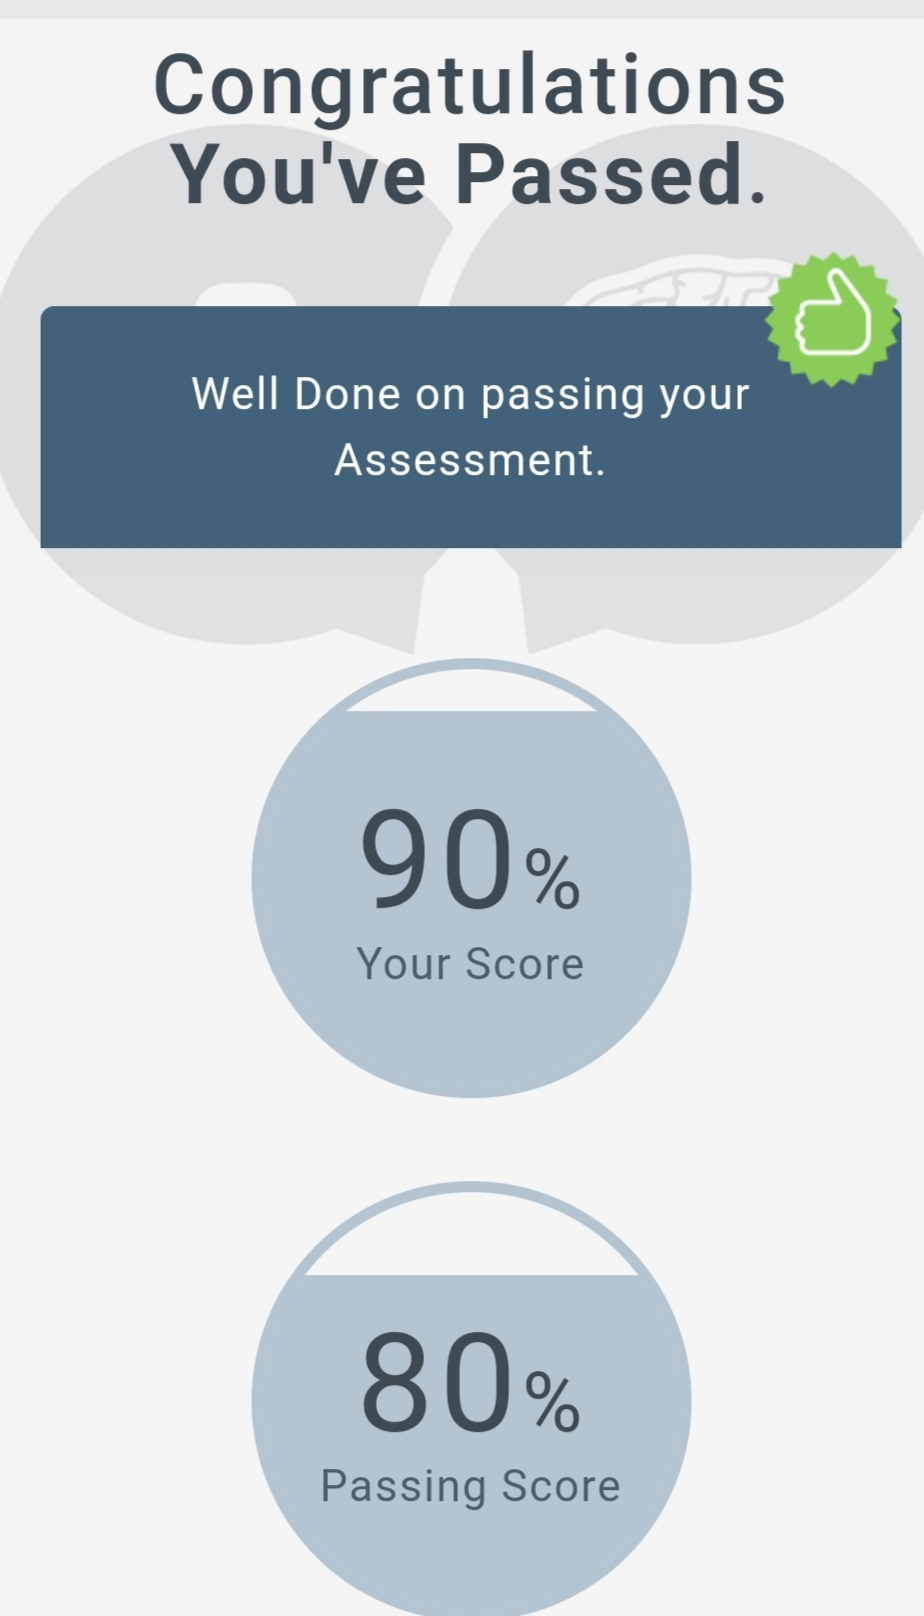 Congratulations
You've Passed.
Well Done on passing your
Assessment.
90%
Your Score
80%
Passing Score